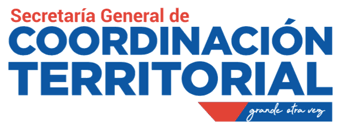 Secretaría General de
COORDINACIÓN
TERRITORIAL
grande otra vez